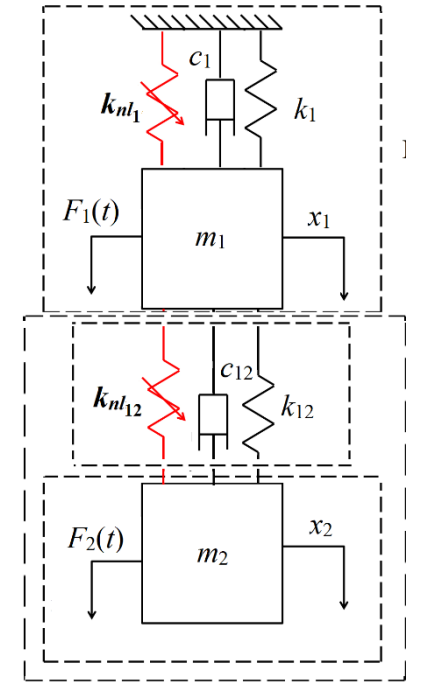 c₁
kₙₗ₁
k₁
F₁(t)
x₁
m₁
c₁₂
kₙₗ₁₂
k₁₂
F₂(t)
x₂
m₂